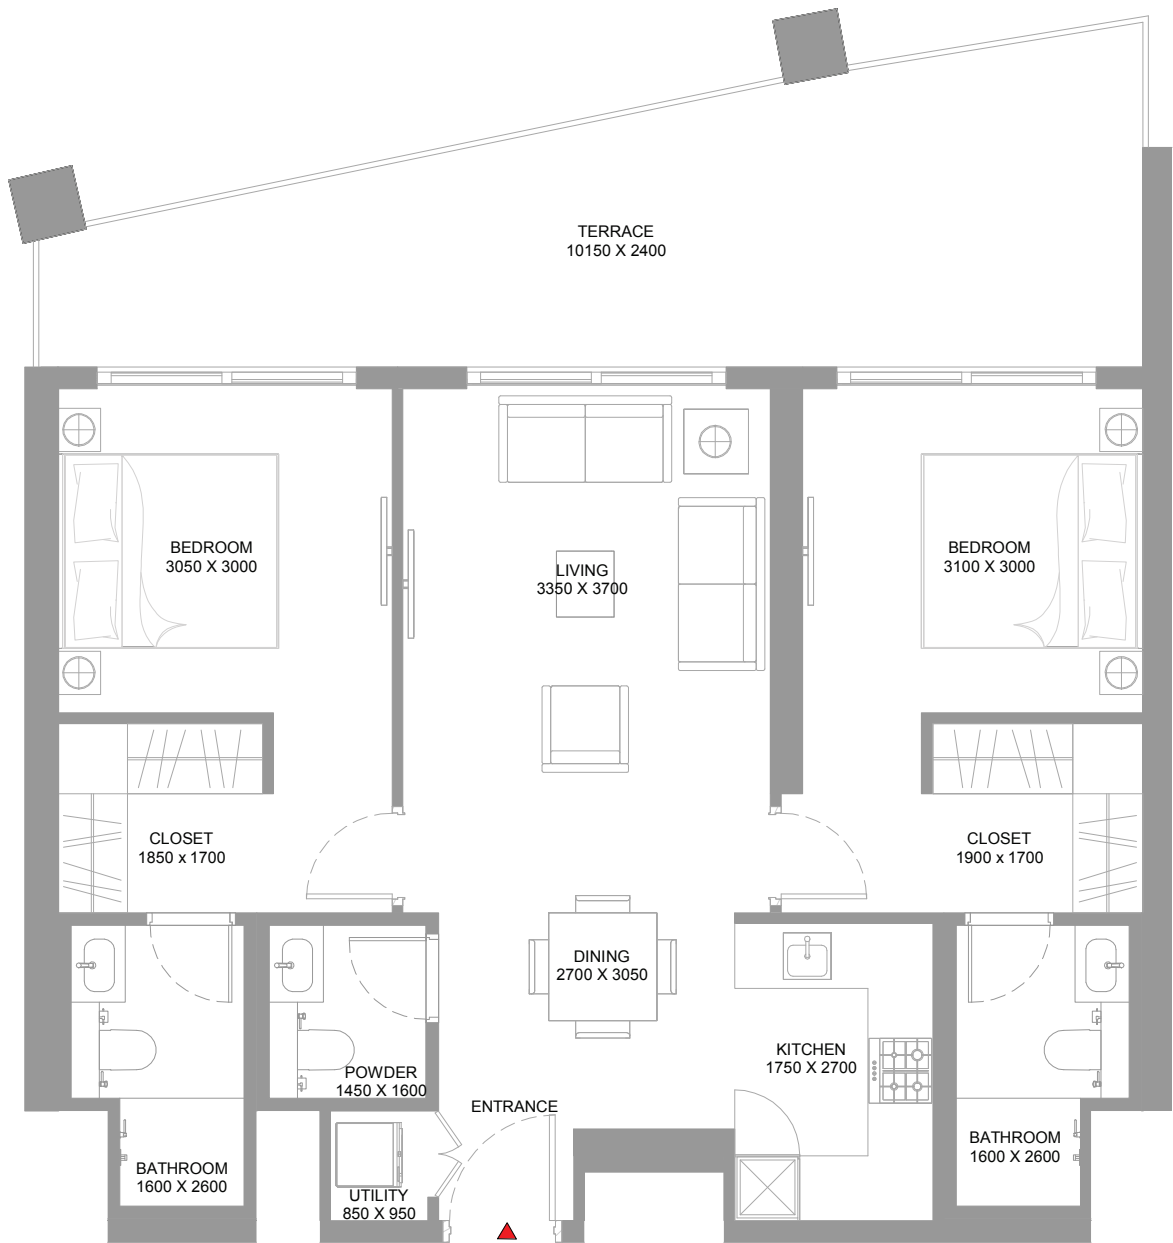 TERRACE
10150 X 2400
BEDROOM
3050 X 3000
LIVING
3350 X 3700
BEDROOM
3100 X 3000
CLOSET
1850 x 1700
CLOSET
1900 x 1700
DINING
2700 X 3050
KITCHEN
1750 X 2700
POWDER
1450 X 1600
ENTRANCE
BATHROOM
1600 X 2600
BATHROOM
1600 X 2600
UTILITY
850 X 950